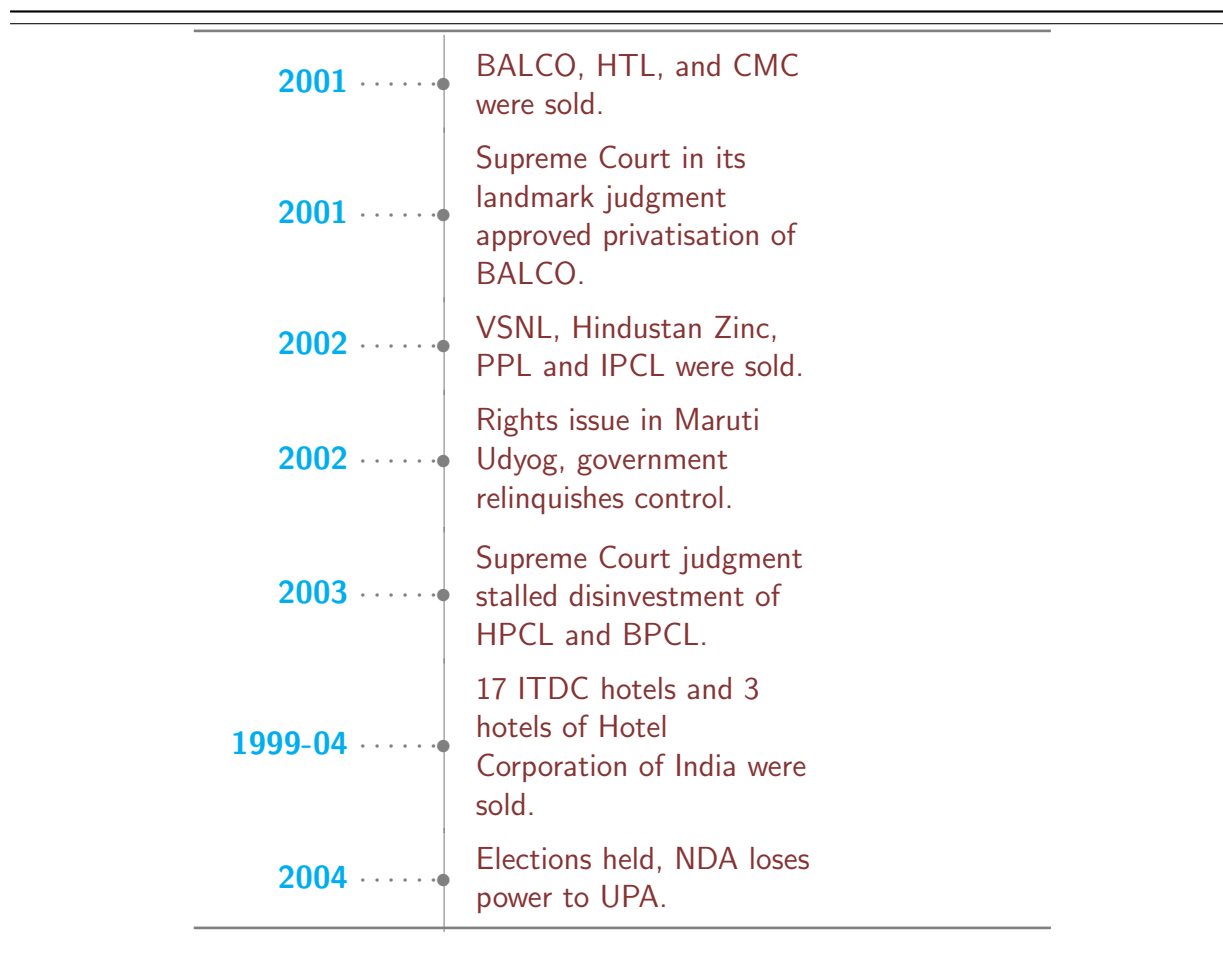 2001
BALCO, HTL, and CMC
were sold.
2001
Supreme Court in its
landmark judgment
approved privatisation of
BALCO.
2002
VSNL, Hindustan Zinc,
PPL and IPCL were sold.
2002
Rights issue in Maruti
Udyog, government
relinquishes control.
2003
Supreme Court judgment
stalled disinvestment of
HPCL and BPCL.
1999-04
17 ITDC hotels and 3
hotels of Hotel
Corporation of India were
sold.
2004
Elections held, NDA loses
power to UPA.